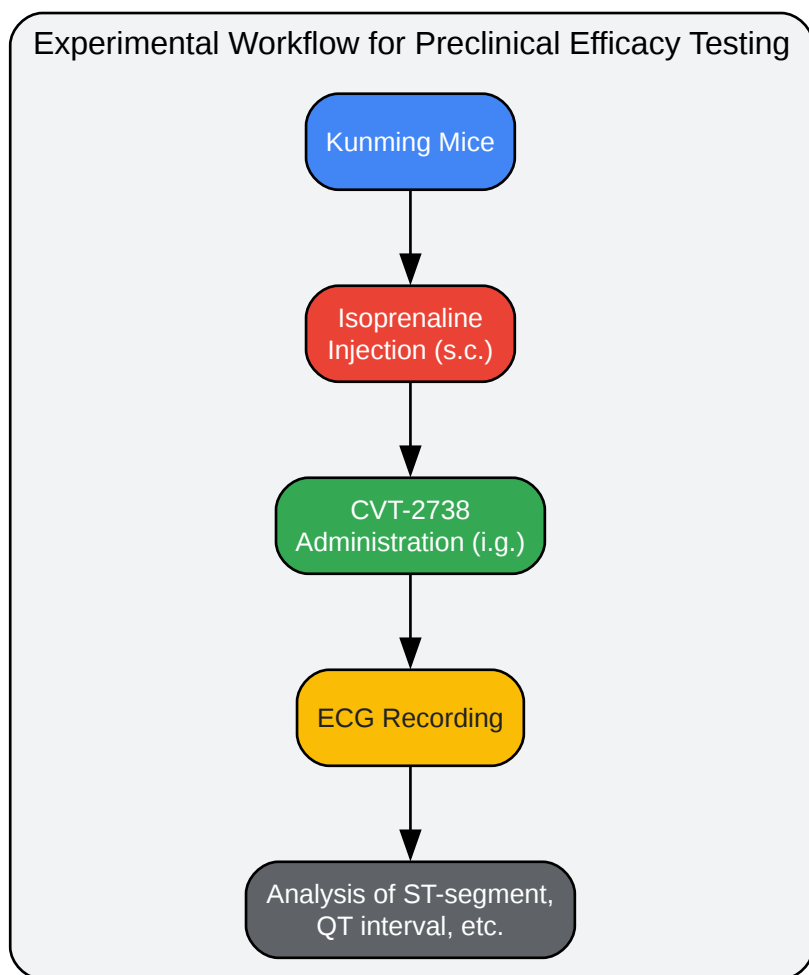 Experimental Workflow for Preclinical Efficacy Testing
Kunming Mice
Isoprenaline
Injection (s.c.)
CVT-2738
Administration (i.g.)
ECG Recording
Analysis of ST-segment,
QT interval, etc.